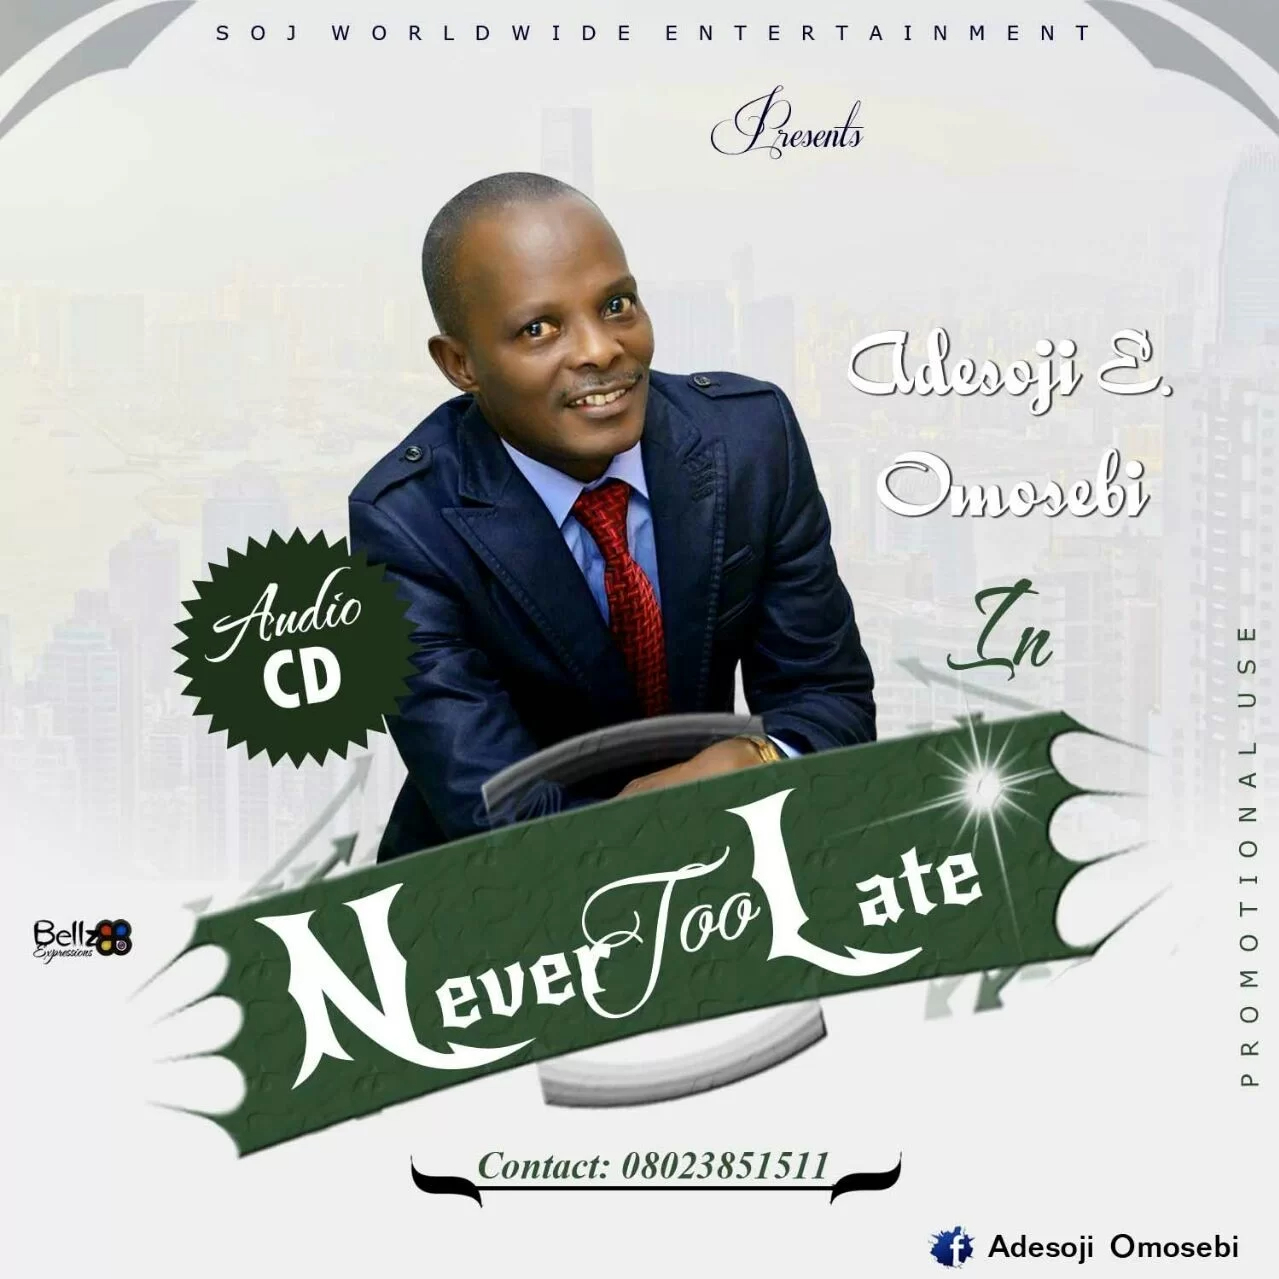 SOJ WORLDWIDE ENTERTAINMENT
Presents
Adesoji E.
Omosebi
In
Audio
CD
Never Too Late
PROMOTIONAL USE
Bellz
Expressions
Contact: 08023851511
f Adesoji Omosebi